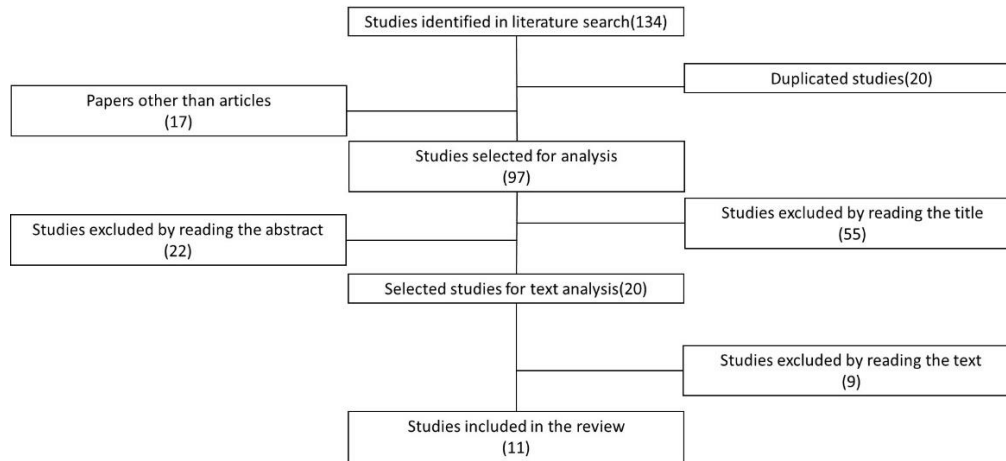 Studies identified in literature search(134)
Duplicated studies(20)
Papers other than articles
(17)
Studies selected for analysis
(97)
Studies excluded by reading the title
(55)
Studies excluded by reading the abstract
(22)
Selected studies for text analysis(20)
Studies excluded by reading the text
(9)
Studies included in the review
(11)